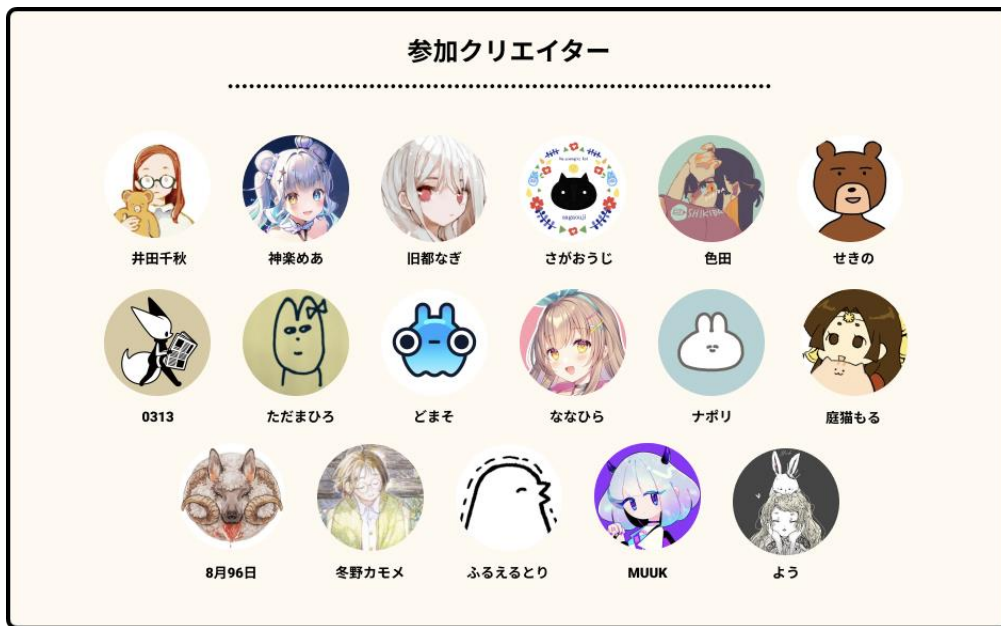 参加クリエイター
井田千秋
神楽めあ
旧都なぎ
さがおうじ
色田
せきの
sagaouji
0313
ただまひろ
どまそ
ななひら
ナポリ
庭猫もる
8月96日
冬野カモメ
ふるえるとり
MUUK
よう